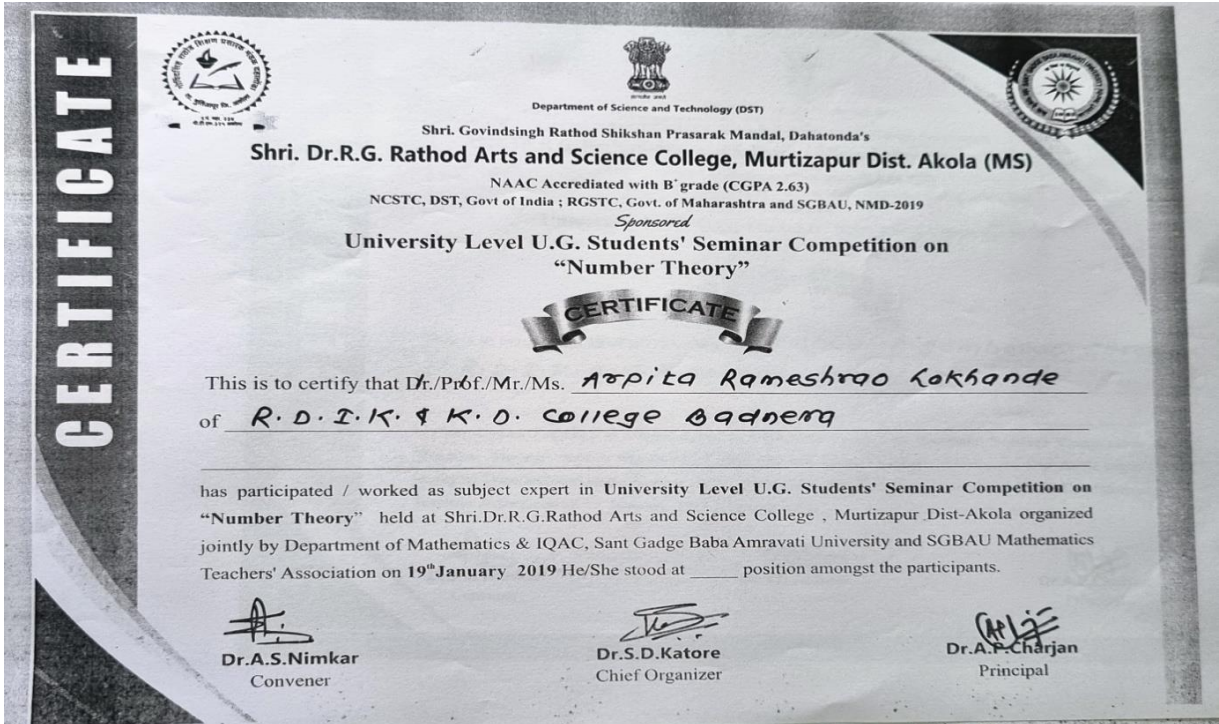 CERTIFICATE
Department of Science and Technology (DST)
Shri. Govindsingh Rathod Shikshan Prasarak Mandal, Dahatonda's
Shri. Dr.R.G. Rathod Arts and Science College, Murtizapur Dist. Akola (MS)
NAAC Accrediated with B+ grade (CGPA 2.63)
NCSTC, DST, Govt of India ; RGSTC, Govt. of Maharashtra and SGBAU, NMD-2019
Sponsored
University Level U.G. Students' Seminar Competition on
“Number Theory”
CERTIFICATE
This is to certify that Dr./Prof./Mr./Ms. Arpita Rameshrao Lokhande
of R. D. I. K. & K. D. College Badnera
has participated / worked as subject expert in University Level U.G. Students' Seminar Competition on
“Number Theory” held at Shri.Dr.R.G.Rathod Arts and Science College , Murtizapur Dist-Akola organized
jointly by Department of Mathematics & IQAC, Sant Gadge Baba Amravati University and SGBAU Mathematics
Teachers' Association on 19th January 2019 He/She stood at _____ position amongst the participants.
Dr.A.S.Nimkar
Convener
Dr.S.D.Katore
Chief Organizer
Dr.A.P.Charjan
Principal